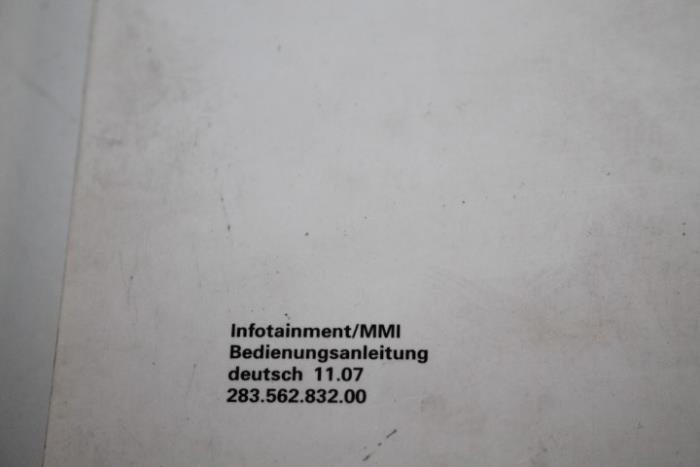 Infotainment/MMI
Bedienungsanleitung
deutsch 11.07
283.562.832.00